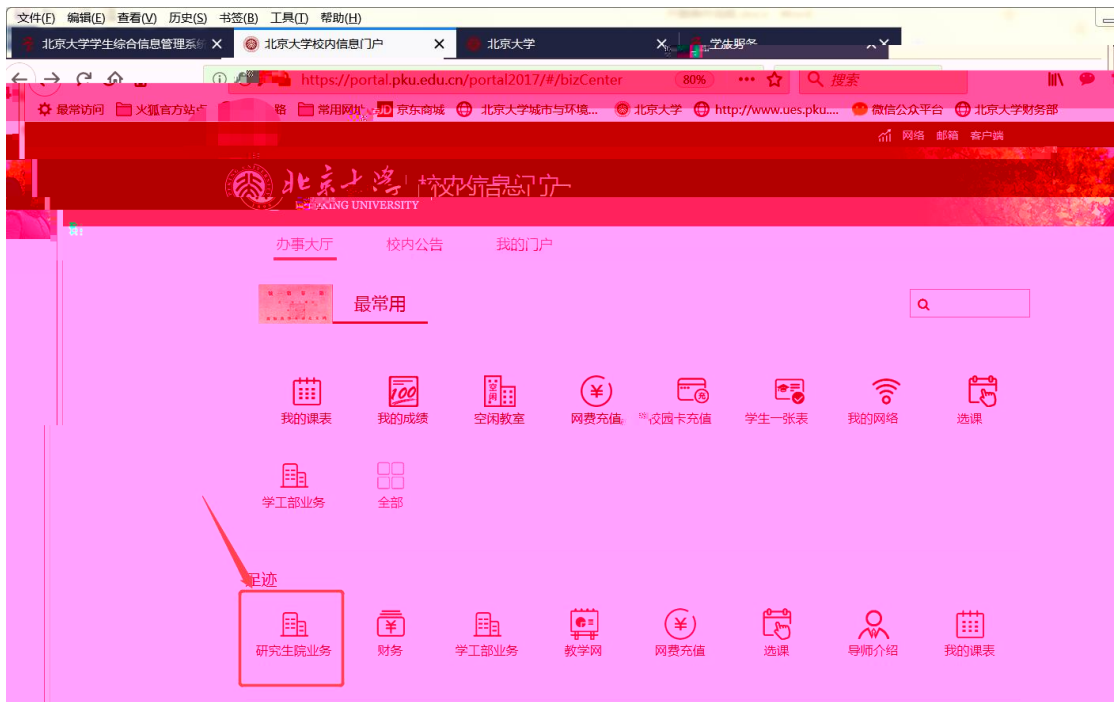 文件(F) 编辑(E) 查看(V) 历史(S) 书签(B) 工具(T) 帮助(H)
北京大学学生综合信息管理系统 北京大学校内信息门户 北京大学
https://portal.pku.edu.cn/portal2017/#/bizCenter 80% 搜索
最常访问 火狐官方站点 常用网址 JD 京东商城 北京大学城市与环境... 北京大学 http://www.ues.pku.... 微信公众平台 北京大学财务部
网络 邮箱 客户端
北京大学 校内信息门户
PEKING UNIVERSITY
办事大厅 校内公告 我的门户
最常用
我的课表 我的成绩 空闲教室 网费充值 校园卡充值 学生一张表 我的网络 选课
学工部业务 全部
足迹
研究生院业务 财务 学工部业务 教学网 网费充值 选课 导师介绍 我的课表